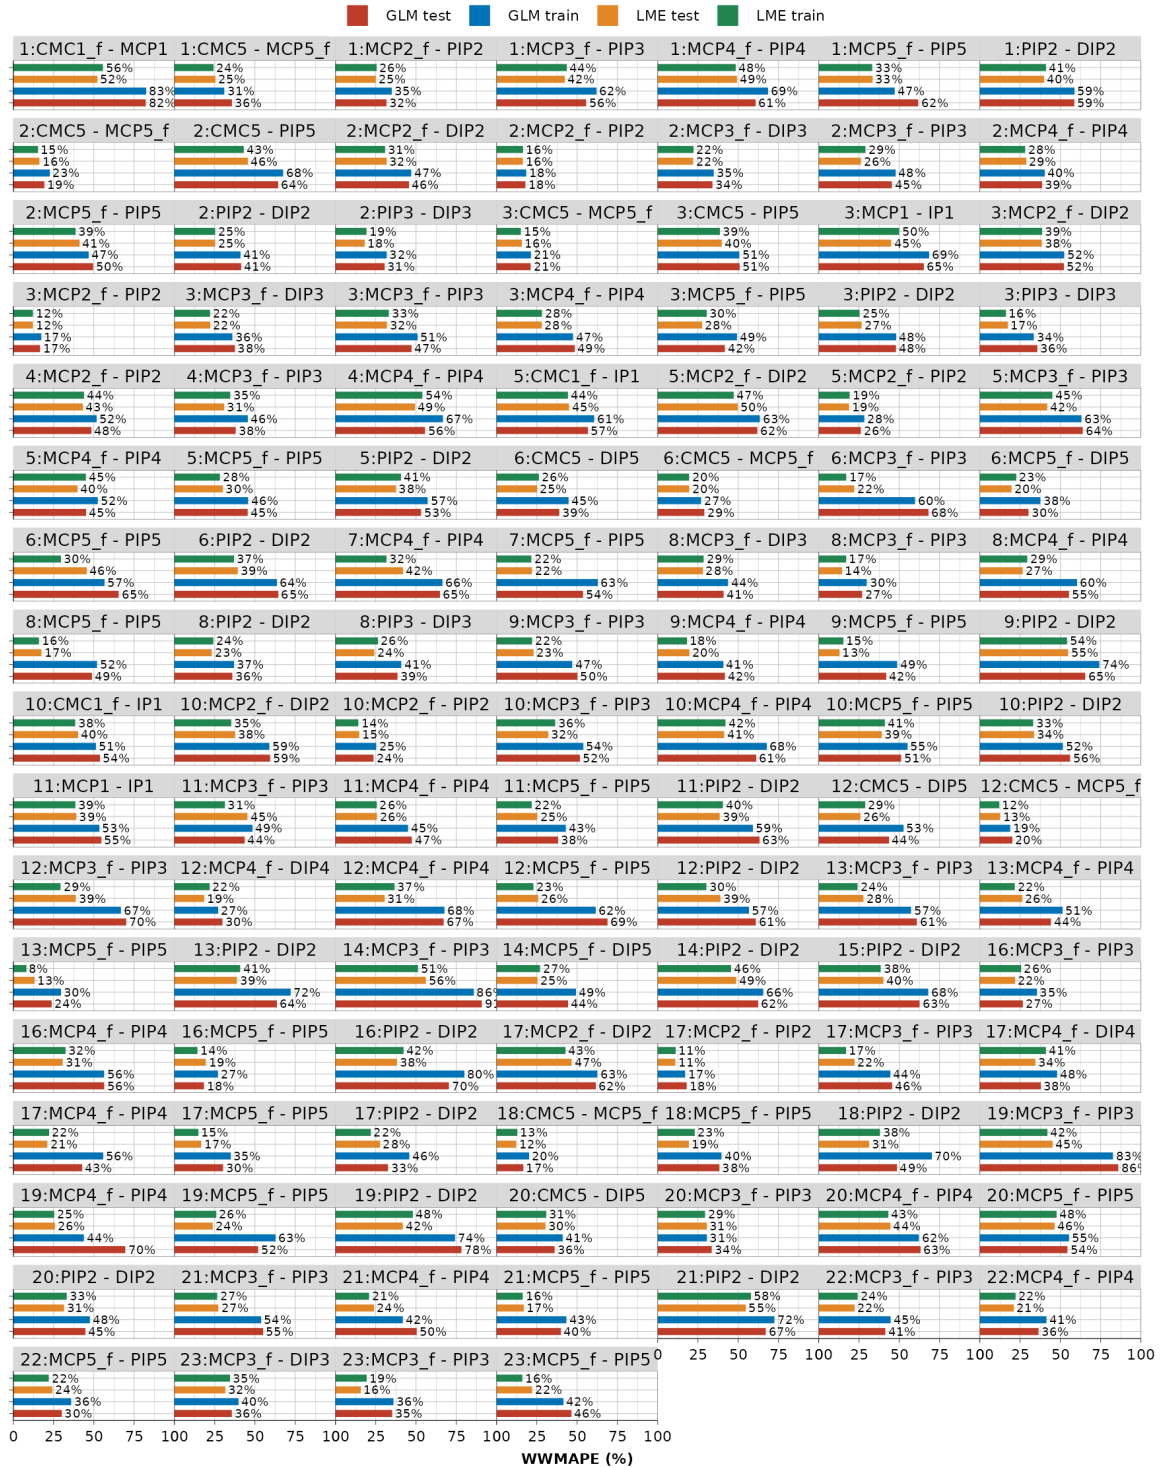 GLM test GLM train LME test LME train
1:CMC1_f - MCP1 1:CMC5 - MCP5_f 1:MCP2_f - PIP2 1:MCP3_f - PIP3 1:MCP4_f - PIP4 1:MCP5_f - PIP5 1:PIP2 - DIP2
56% 24% 26% 44% 48% 33% 41%
52% 25% 25% 42% 49% 33% 40%
83% 31% 35% 62% 69% 47% 59%
82% 36% 32% 56% 61% 62% 59%
2:CMC5 - MCP5_f 2:CMC5 - PIP5 2:MCP2_f - DIP2 2:MCP2_f - PIP2 2:MCP3_f - DIP3 2:MCP3_f - PIP3 2:MCP4_f - PIP4
15% 43% 31% 16% 22% 29% 28%
16% 46% 32% 16% 22% 26% 29%
23% 68% 47% 18% 35% 48% 40%
19% 64% 46% 18% 34% 45% 39%
2:MCP5_f - PIP5 2:PIP2 - DIP2 2:PIP3 - DIP3 3:CMC5 - MCP5_f 3:CMC5 - PIP5 3:MCP1 - IP1 3:MCP2_f - DIP2
39% 25% 19% 15% 39% 50% 39%
41% 25% 18% 16% 40% 45% 38%
47% 41% 32% 21% 51% 69% 52%
50% 41% 31% 21% 51% 65% 52%
3:MCP2_f - PIP2 3:MCP3_f - DIP3 3:MCP3_f - PIP3 3:MCP4_f - PIP4 3:MCP5_f - PIP5 3:PIP2 - DIP2 3:PIP3 - DIP3
12% 22% 33% 28% 30% 25% 16%
12% 22% 32% 28% 28% 27% 17%
17% 36% 51% 47% 49% 48% 34%
17% 38% 47% 49% 42% 48% 36%
4:MCP2_f - PIP2 4:MCP3_f - PIP3 4:MCP4_f - PIP4 5:CMC1_f - IP1 5:MCP2_f - DIP2 5:MCP2_f - PIP2 5:MCP3_f - PIP3
44% 35% 54% 44% 47% 19% 45%
43% 31% 49% 45% 50% 19% 42%
52% 46% 67% 61% 63% 28% 63%
48% 38% 56% 57% 62% 26% 64%
5:MCP4_f - PIP4 5:MCP5_f - PIP5 5:PIP2 - DIP2 6:CMC5 - DIP5 6:CMC5 - MCP5_f 6:MCP3_f - PIP3 6:MCP5_f - DIP5
45% 28% 41% 26% 20% 17% 23%
40% 30% 38% 25% 20% 22% 20%
52% 46% 57% 45% 27% 60% 38%
45% 45% 53% 39% 29% 68% 30%
6:MCP5_f - PIP5 6:PIP2 - DIP2 7:MCP4_f - PIP4 7:MCP5_f - PIP5 8:MCP3_f - DIP3 8:MCP3_f - PIP3 8:MCP4_f - PIP4
30% 37% 32% 22% 29% 17% 29%
46% 39% 42% 22% 28% 14% 27%
57% 64% 66% 63% 44% 30% 60%
65% 65% 65% 54% 41% 27% 55%
8:MCP5_f - PIP5 8:PIP2 - DIP2 8:PIP3 - DIP3 9:MCP3_f - PIP3 9:MCP4_f - PIP4 9:MCP5_f - PIP5 9:PIP2 - DIP2
16% 24% 26% 22% 18% 15% 54%
17% 23% 24% 23% 20% 13% 55%
52% 37% 41% 47% 41% 49% 74%
49% 36% 39% 50% 42% 42% 65%
10:CMC1_f - IP1 10:MCP2_f - DIP2 10:MCP2_f - PIP2 10:MCP3_f - PIP3 10:MCP4_f - PIP4 10:MCP5_f - PIP5 10:PIP2 - DIP2
38% 35% 14% 36% 42% 41% 33%
40% 38% 15% 32% 41% 39% 34%
51% 59% 25% 54% 68% 55% 52%
54% 59% 24% 52% 61% 51% 56%
11:MCP1 - IP1 11:MCP3_f - PIP3 11:MCP4_f - PIP4 11:MCP5_f - PIP5 11:PIP2 - DIP2 12:CMC5 - DIP5 12:CMC5 - MCP5_f
39% 31% 26% 22% 40% 29% 12%
39% 45% 26% 25% 39% 26% 13%
53% 49% 45% 43% 59% 53% 19%
55% 44% 47% 38% 63% 44% 20%
12:MCP3_f - PIP3 12:MCP4_f - DIP4 12:MCP4_f - PIP4 12:MCP5_f - PIP5 12:PIP2 - DIP2 13:MCP3_f - PIP3 13:MCP4_f - PIP4
29% 22% 37% 23% 30% 24% 22%
39% 19% 31% 26% 39% 28% 26%
67% 27% 68% 62% 57% 57% 51%
70% 30% 67% 69% 61% 61% 44%
13:MCP5_f - PIP5 13:PIP2 - DIP2 14:MCP3_f - PIP3 14:MCP5_f - DIP5 14:PIP2 - DIP2 15:PIP2 - DIP2 16:MCP3_f - PIP3
8% 41% 51% 27% 46% 38% 26%
13% 39% 56% 25% 49% 40% 22%
30% 72% 86% 49% 66% 68% 35%
24% 64% 91 44% 62% 63% 27%
16:MCP4_f - PIP4 16:MCP5_f - PIP5 16:PIP2 - DIP2 17:MCP2_f - DIP2 17:MCP2_f - PIP2 17:MCP3_f - PIP3 17:MCP4_f - DIP4
32% 14% 42% 43% 11% 17% 41%
31% 19% 38% 47% 11% 22% 34%
56% 27% 80% 63% 17% 44% 48%
56% 18% 70% 62% 18% 46% 38%
17:MCP4_f - PIP4 17:MCP5_f - PIP5 17:PIP2 - DIP2 18:CMC5 - MCP5_f 18:MCP5_f - PIP5 18:PIP2 - DIP2 19:MCP3_f - PIP3
22% 15% 22% 13% 23% 38% 42%
21% 17% 28% 12% 19% 31% 45%
56% 35% 46% 20% 40% 70% 83%
43% 30% 33% 17% 38% 49% 86%
19:MCP4_f - PIP4 19:MCP5_f - PIP5 19:PIP2 - DIP2 20:CMC5 - DIP5 20:MCP3_f - PIP3 20:MCP4_f - PIP4 20:MCP5_f - PIP5
25% 26% 48% 31% 29% 43% 48%
26% 24% 42% 30% 31% 44% 46%
44% 63% 74% 41% 31% 62% 55%
70% 52% 78% 36% 34% 63% 54%
20:PIP2 - DIP2 21:MCP3_f - PIP3 21:MCP4_f - PIP4 21:MCP5_f - PIP5 21:PIP2 - DIP2 22:MCP3_f - PIP3 22:MCP4_f - PIP4
33% 27% 21% 16% 58% 24% 22%
31% 27% 24% 17% 55% 22% 21%
48% 54% 42% 43% 72% 45% 41%
45% 55% 50% 40% 67% 41% 36%
0 25 50 75 100 0 25 50 75 100 0 25 50 75 100
22:MCP5_f - PIP5 23:MCP3_f - DIP3 23:MCP3_f - PIP3 23:MCP5_f - PIP5
22% 35% 19% 16%
24% 32% 16% 22%
36% 40% 36% 42%
30% 36% 35% 46%
0 25 50 75 100 0 25 50 75 100 0 25 50 75 100 0 25 50 75 100
WWMAPE (%)